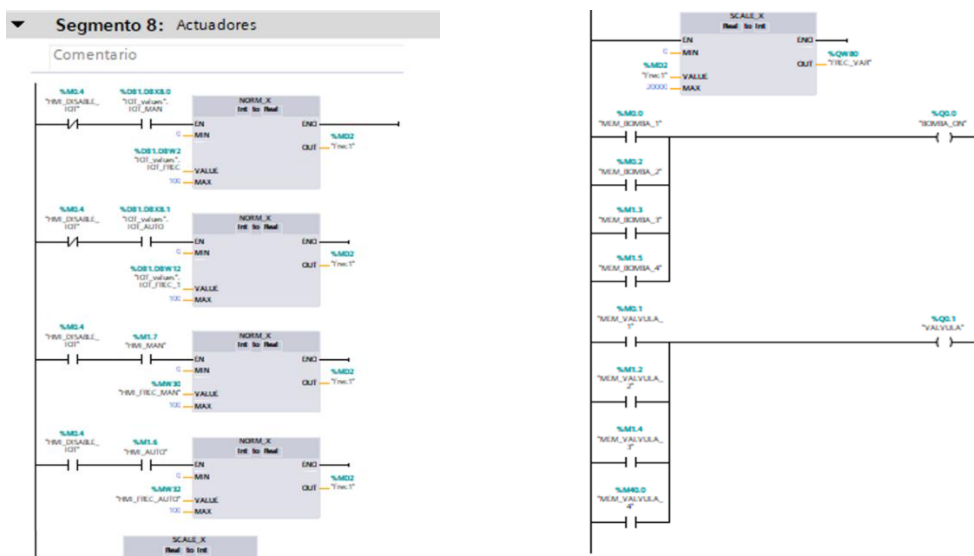 Segmento 8: Actuadores
Comentario
%M0.4
"HMI_DISABLE_
IOT"
%DB1.DBX8.0
"IOT_values".
IOT_MAN
NORM_X
Int to Real
EN
ENO
0
MIN
%MD2
OUT
"Frec1"
%DB1.DBW2
"IOT_values".
IOT_FREC
VALUE
100
MAX
%M0.4
"HMI_DISABLE_
IOT"
%DB1.DBX8.1
"IOT_values".
IOT_AUTO
NORM_X
Int to Real
EN
ENO
0
MIN
%MD2
OUT
"Frec1"
%DB1.DBW12
"IOT_values".
IOT_FREC_1
VALUE
100
MAX
%M0.4
"HMI_DISABLE_
IOT"
%M1.7
"HMI_MAN"
NORM_X
Int to Real
EN
ENO
0
MIN
%MD2
OUT
"Frec1"
%MW30
"HMI_FREC_MAN"
VALUE
100
MAX
%M0.4
"HMI_DISABLE_
IOT"
%M1.6
"HMI_AUTO"
NORM_X
Int to Real
EN
ENO
0
MIN
%MD2
OUT
"Frec1"
%MW32
"HMI_FREC_AUTO"
VALUE
100
MAX
SCALE_X
Real to Int
SCALE_X
Real to Int
EN
ENO
0
MIN
%QW80
OUT
"FREC_VAR"
%MD2
"Frec1"
VALUE
20000
MAX
%M0.0
"MEM_BOMBA_1"
%Q0.0
"BOMBA_ON"
%M0.2
"MEM_BOMBA_2"
%M1.3
"MEM_BOMBA_3"
%M1.5
"MEM_BOMBA_4"
%M0.1
"MEM_VALVULA_
1"
%Q0.1
"VALVULA"
%M1.2
"MEM_VALVULA_
2"
%M1.4
"MEM_VALVULA_
3"
%M40.0
"MEM_VALVULA_
4"